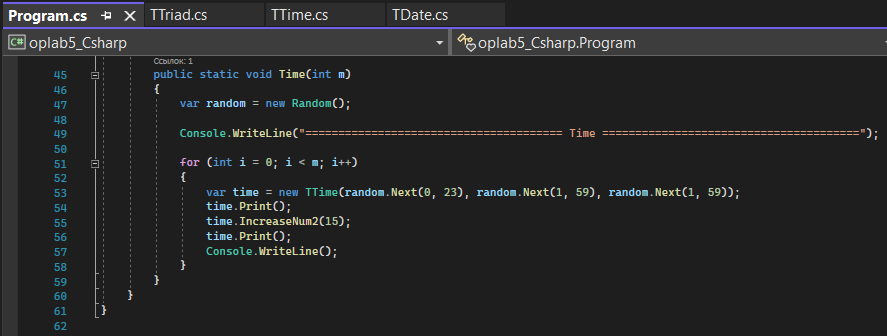 Program.cs TTriad.cs TTime.cs TDate.cs
C# oplab5_Csharp oplab5_Csharp.Program
Ссылок: 1
45 public static void Time(int m)
46 {
47 var random = new Random();
48
49 Console.WriteLine("======================================= Time =======================================");
50
51 for (int i = 0; i < m; i++)
52 {
53 var time = new TTime(random.Next(0, 23), random.Next(1, 59), random.Next(1, 59));
54 time.Print();
55 time.IncreaseNum2(15);
56 time.Print();
57 Console.WriteLine();
58 }
59 }
60 }
61 }
62